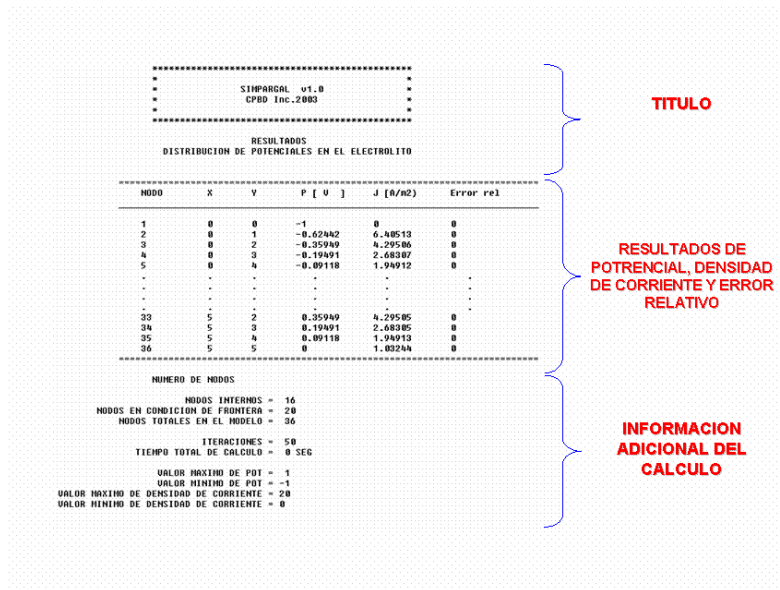 ************************************************
* *
* SIMPARGAL v1.0 *
* CPBD Inc.2003 *
* *
************************************************
TITULO
RESULTADOS
DISTRIBUCION DE POTENCIALES EN EL ELECTROLITO
================================================
NODO X Y P [ V ] J [A/m2) Error rel
1 0 0 -1 0 0
2 0 1 -0.62442 6.40513 0
3 0 2 -0.35949 4.29506 0
4 0 3 -0.19491 2.68307 0
5 0 4 -0.09118 1.94912 0
. . . . . .
. . . . . .
. . . . . .
. . . . . .
33 5 2 0.35949 4.29505 0
34 5 3 0.19491 2.68305 0
35 5 4 0.09118 1.94913 0
36 5 5 0 1.03244 0
================================================
RESULTADOS DE
POTRENCIAL, DENSIDAD
DE CORRIENTE Y ERROR
RELATIVO
NUMERO DE NODOS
NODOS INTERNOS = 16
NODOS EN CONDICION DE FRONTERA = 20
NODOS TOTALES EN EL MODELO = 36
ITERACIONES = 50
TIEMPO TOTAL DE CALCULO = 0 SEG
VALOR MAXIMO DE POT = 1
VALOR MINIMO DE POT = -1
VALOR MAXIMO DE DENSIDAD DE CORRIENTE = 20
VALOR MINIMO DE DENSIDAD DE CORRIENTE = 0
INFORMACION
ADICIONAL DEL
CALCULO